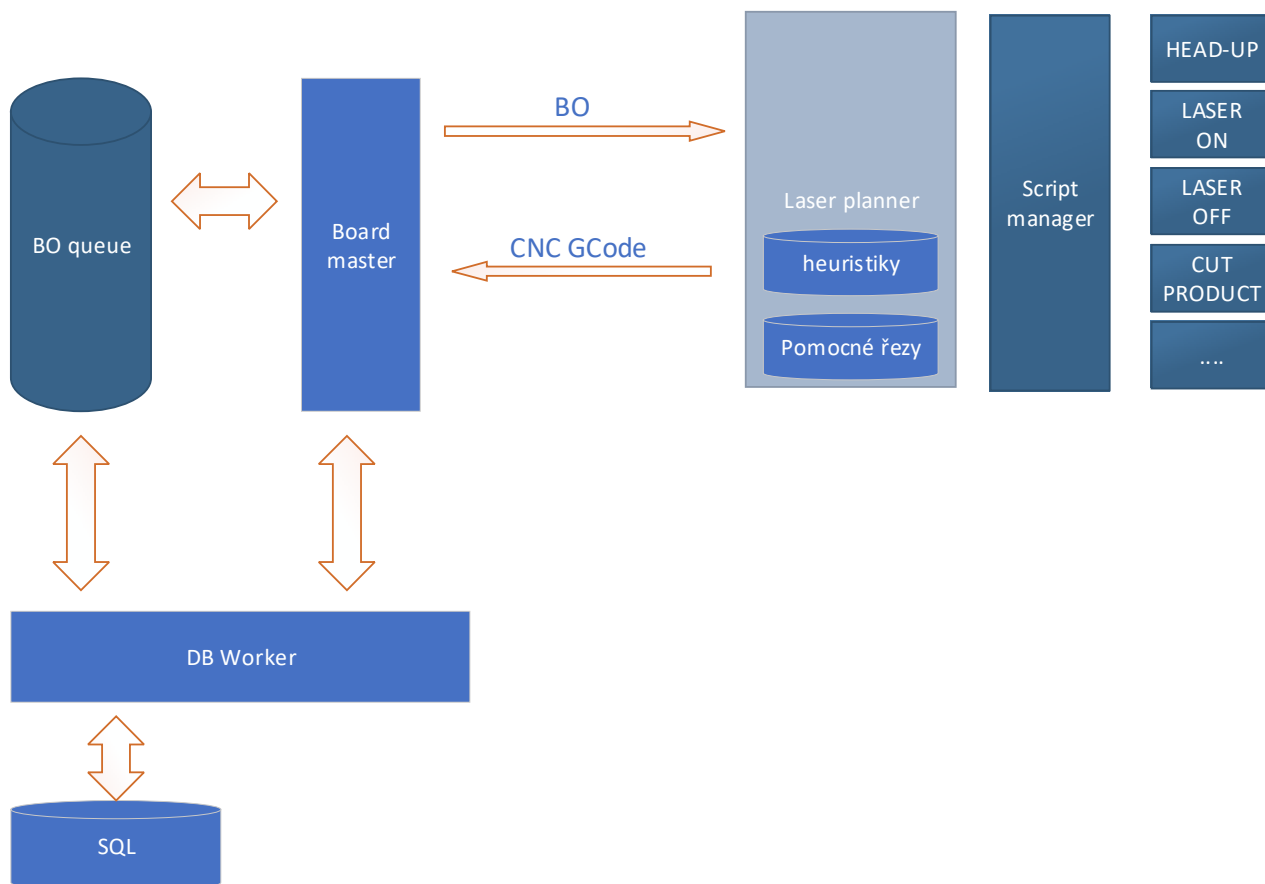 BO queue
Board
master
BO
CNC GCode
Laser planner
heuristiky
Pomocné řezy
Script
manager
HEAD-UP
LASER
ON
LASER
OFF
CUT
PRODUCT
....
DB Worker
SQL